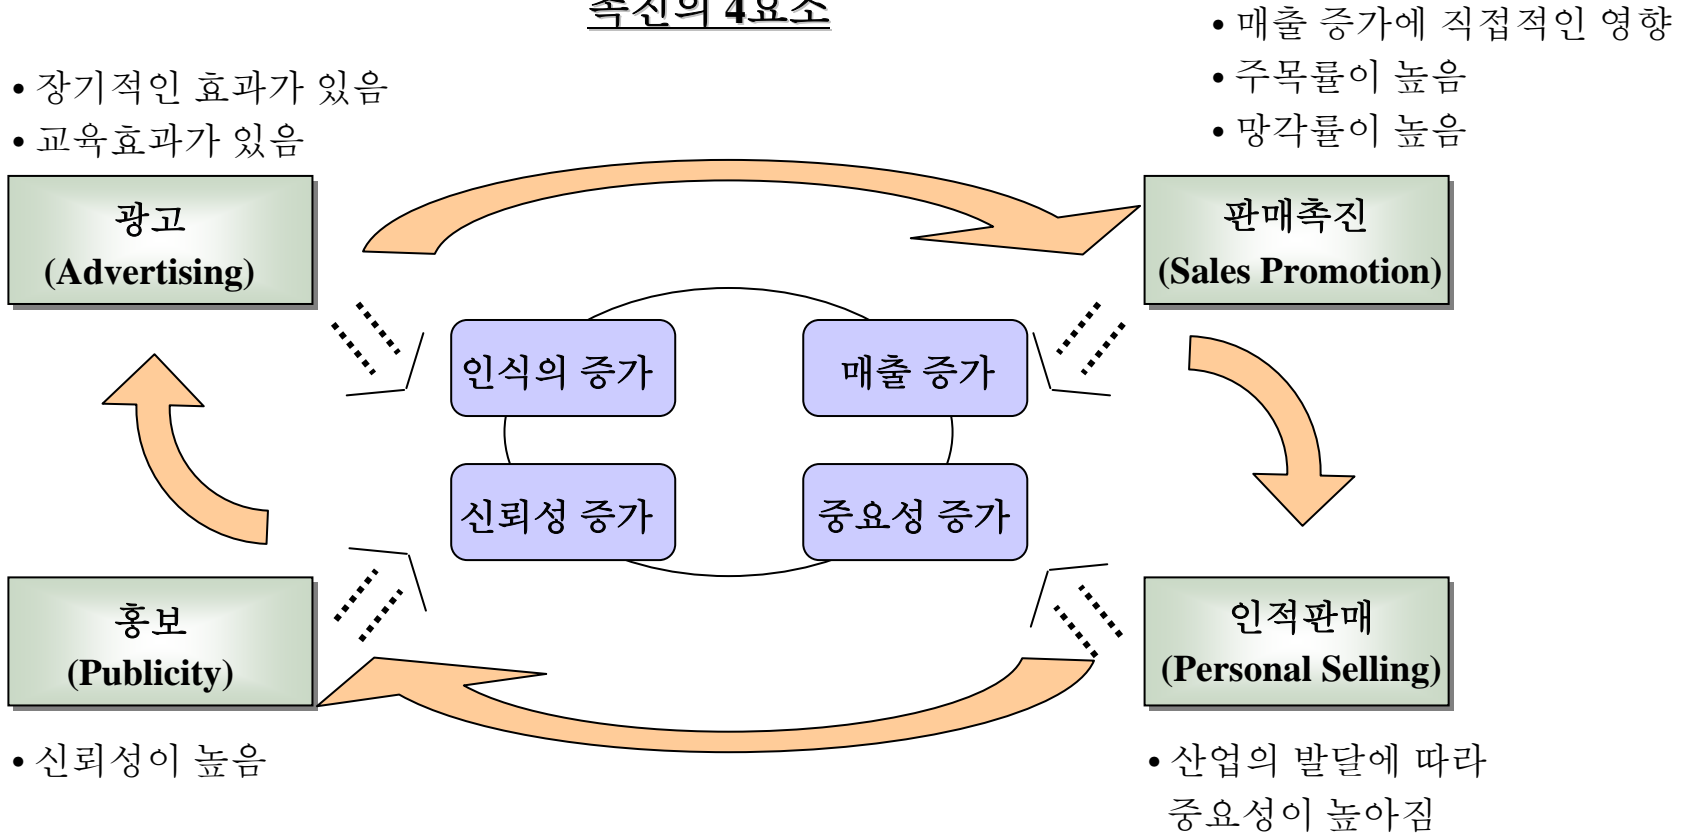 촉진의 4요소
• 장기적인 효과가 있음
• 교육효과가 있음
• 매출 증가에 직접적인 영향
• 주목률이 높음
• 망각률이 높음
광고
(Advertising)
판매촉진
(Sales Promotion)
인식의 증가
매출 증가
신뢰성 증가
중요성 증가
홍보
(Publicity)
인적판매
(Personal Selling)
• 신뢰성이 높음
• 산업의 발달에 따라
중요성이 높아짐